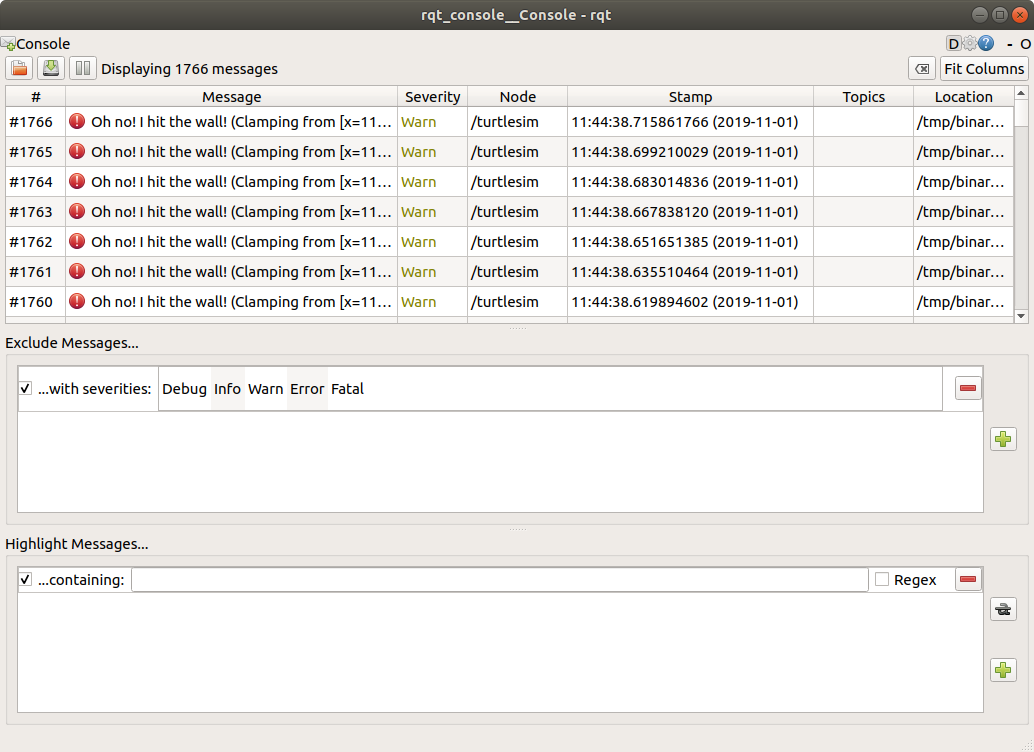 rqt_console__Console - rqt
Console D ? - O
Displaying 1766 messages Fit Columns
# Message Severity Node Stamp Topics Location
#1766 Oh no! I hit the wall! (Clamping from [x=11... Warn /turtlesim 11:44:38.715861766 (2019-11-01) /tmp/binar...
#1765 Oh no! I hit the wall! (Clamping from [x=11... Warn /turtlesim 11:44:38.699210029 (2019-11-01) /tmp/binar...
#1764 Oh no! I hit the wall! (Clamping from [x=11... Warn /turtlesim 11:44:38.683014836 (2019-11-01) /tmp/binar...
#1763 Oh no! I hit the wall! (Clamping from [x=11... Warn /turtlesim 11:44:38.667838120 (2019-11-01) /tmp/binar...
#1762 Oh no! I hit the wall! (Clamping from [x=11... Warn /turtlesim 11:44:38.651651385 (2019-11-01) /tmp/binar...
#1761 Oh no! I hit the wall! (Clamping from [x=11... Warn /turtlesim 11:44:38.635510464 (2019-11-01) /tmp/binar...
#1760 Oh no! I hit the wall! (Clamping from [x=11... Warn /turtlesim 11:44:38.619894602 (2019-11-01) /tmp/binar...
Exclude Messages...
...with severities: Debug Info Warn Error Fatal
Highlight Messages...
...containing: Regex